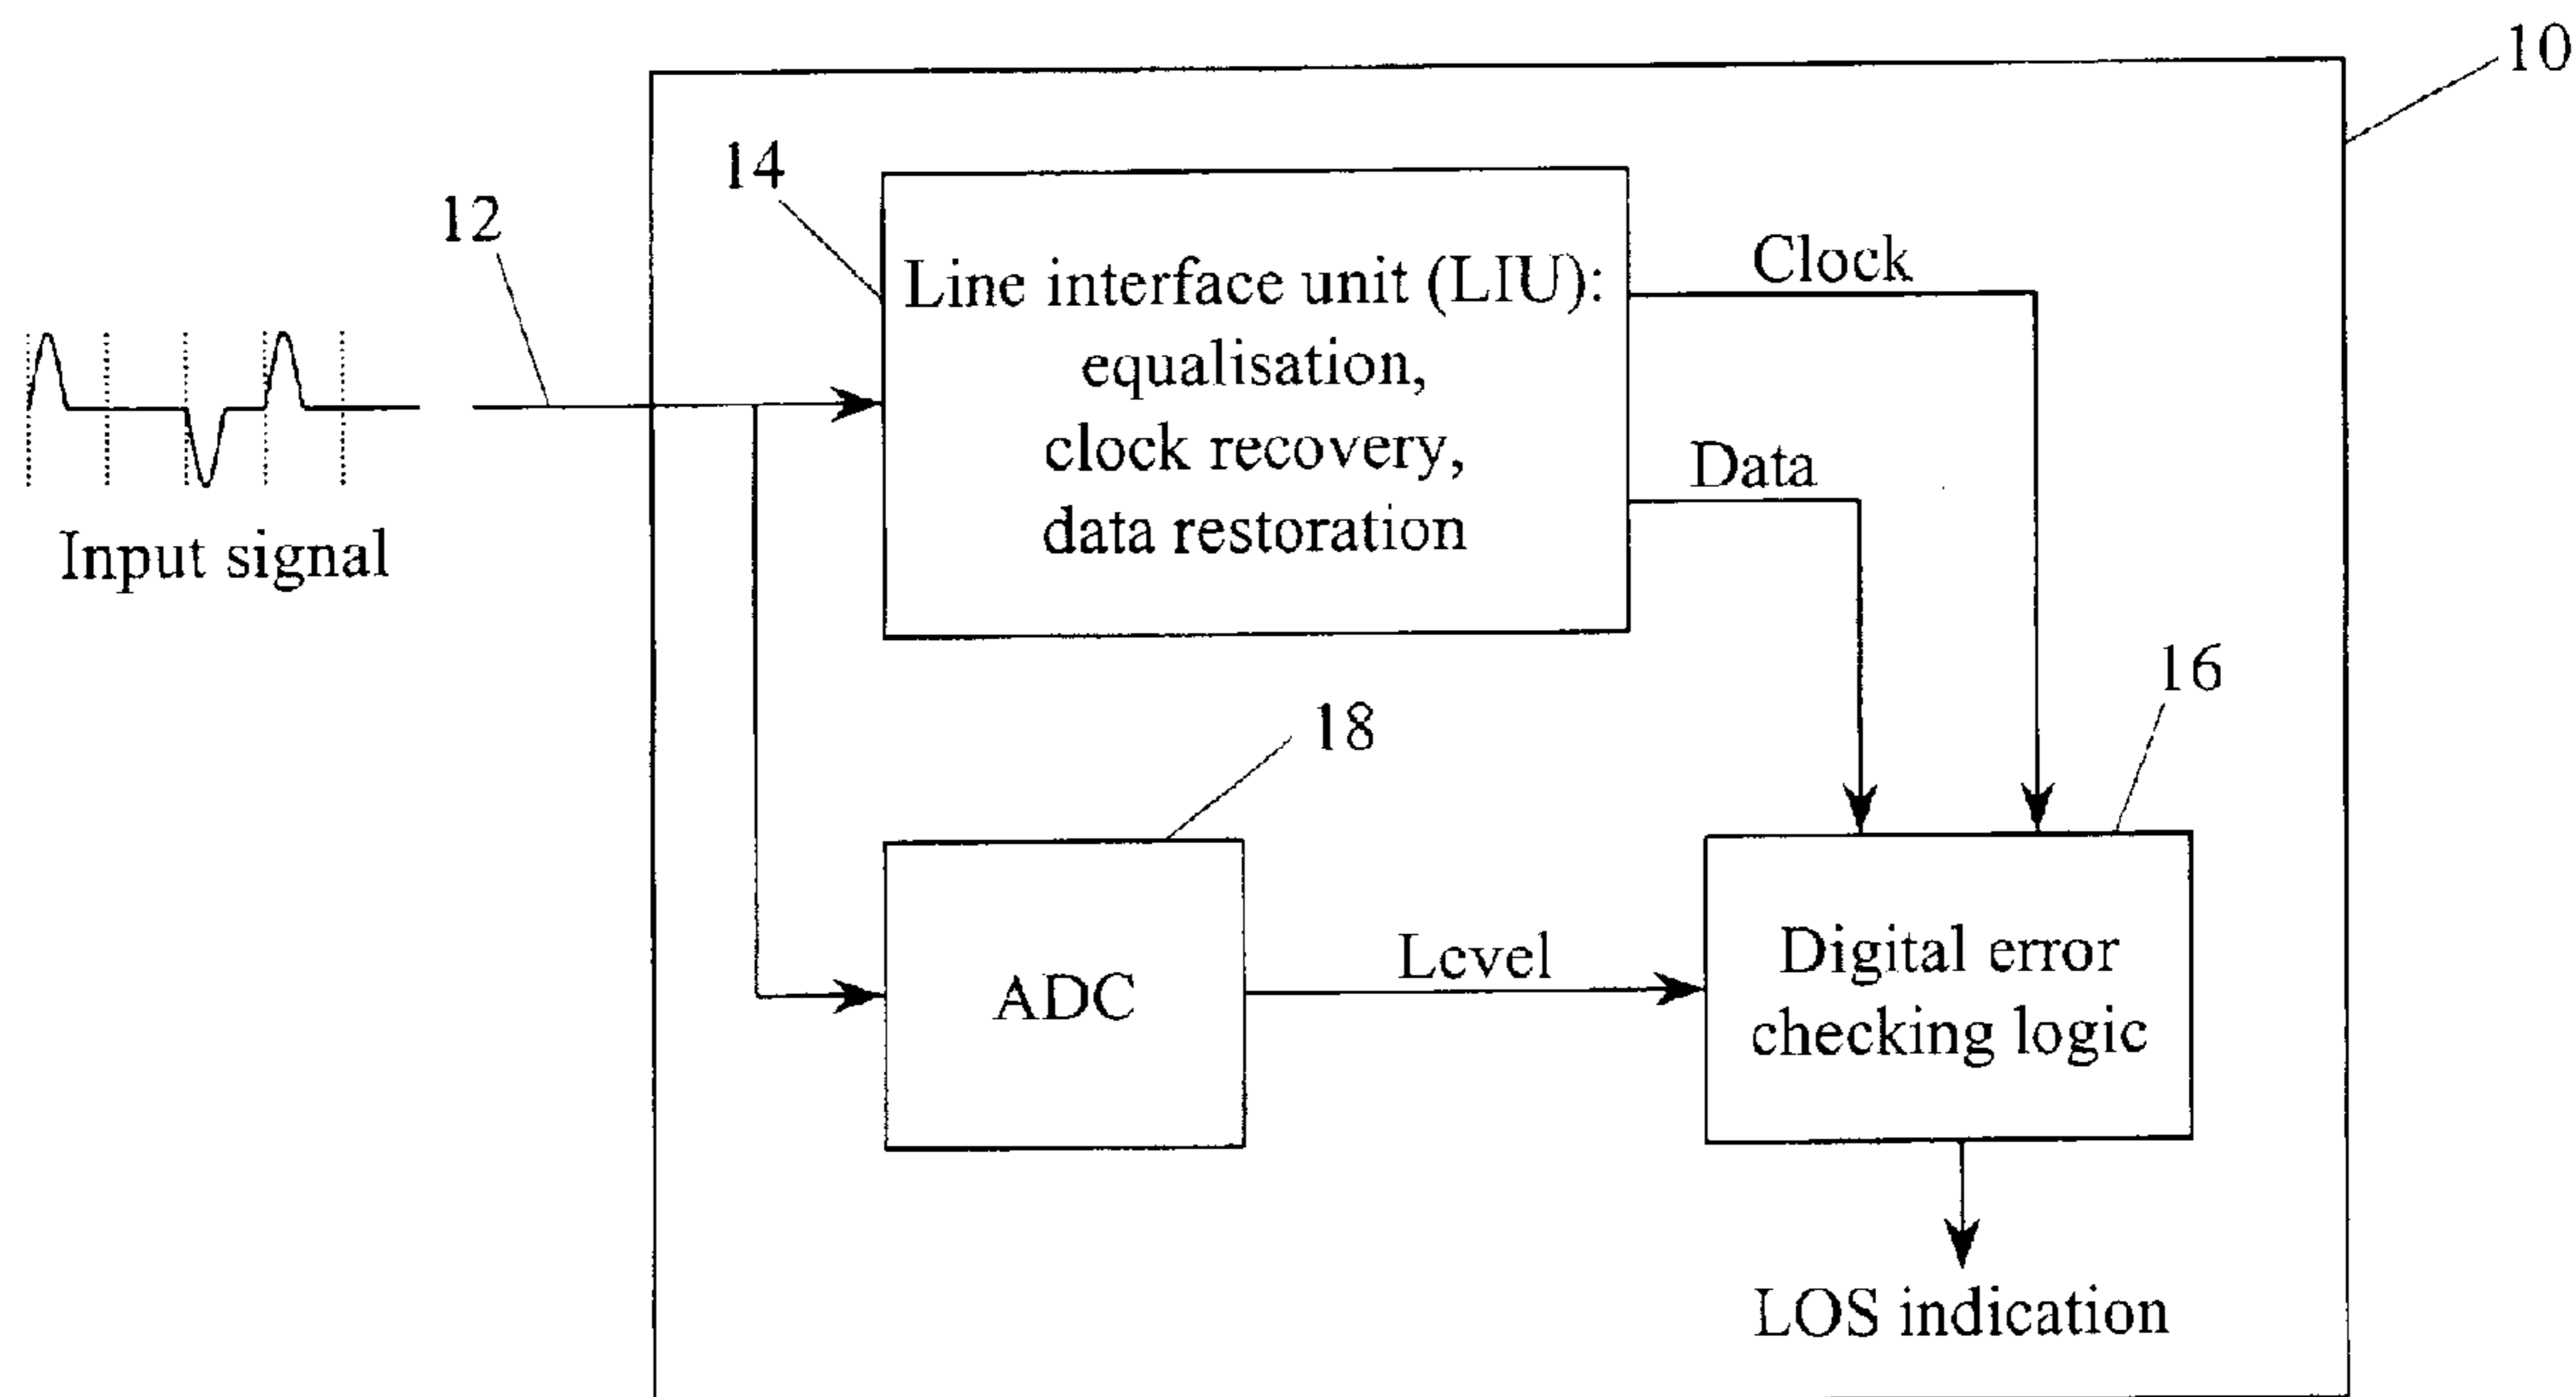 10
14
12
Line interface unit (LIU):
equalisation,
clock recovery,
data restoration
Clock
Data
Input signal
16
18
Level
ADC
Digital error
checking logic
LOS indication